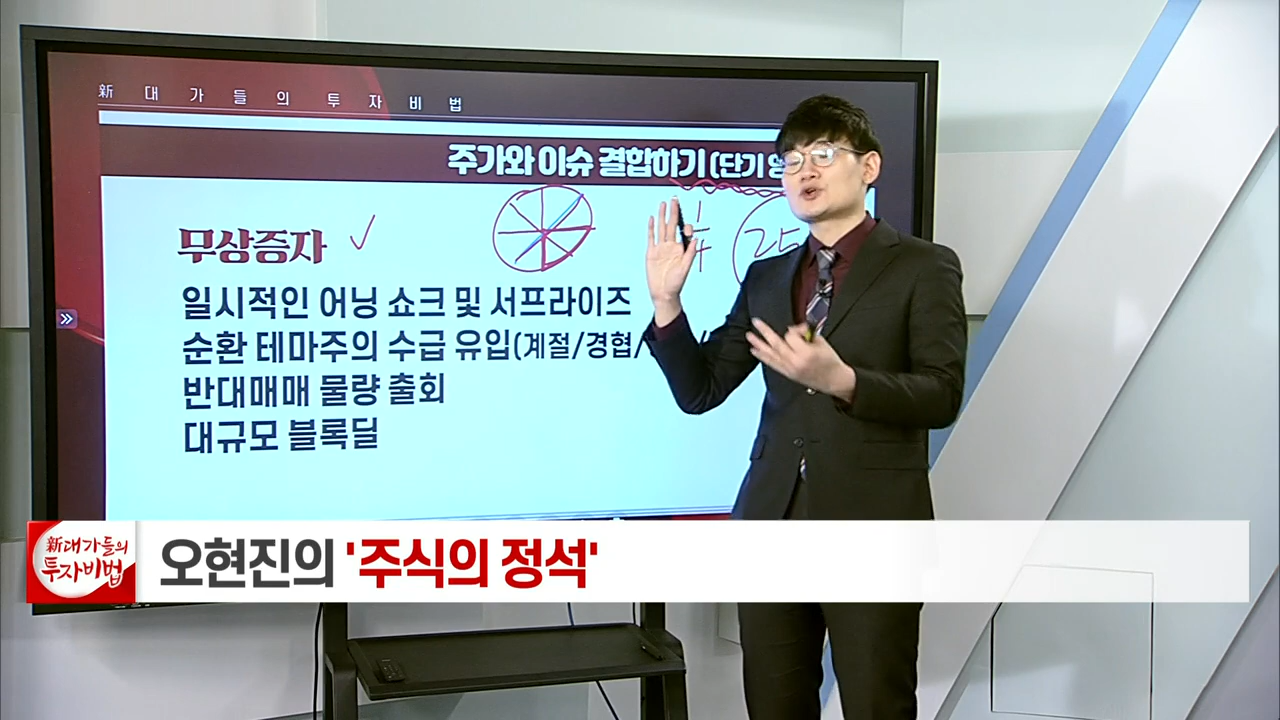 新대가들의 투자비법
주가와 이슈 결합하기 (단기
무상증자 ✓
1/4 25
일시적인 어닝 쇼크 및 서프라이즈
순환 테마주의 수급 유입(계절/경협/
반대매매 물량 출회
대규모 블록딜
新대가들의
투자비법
오현진의 '주식의 정석'